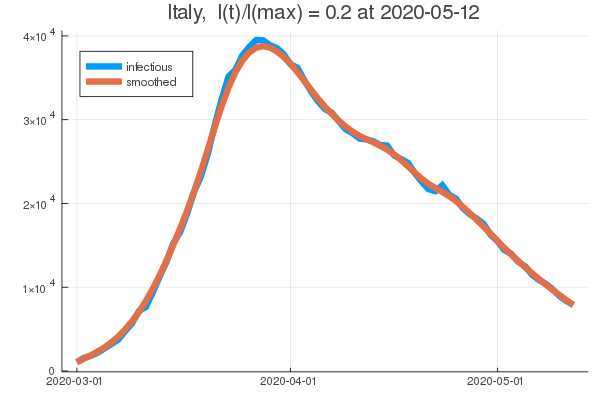 Italy, I(t)/I(max) = 0.2 at 2020-05-12
4×10⁴
infectious
smoothed
3×10⁴
2×10⁴
1×10⁴
0
2020-03-01 2020-04-01 2020-05-01